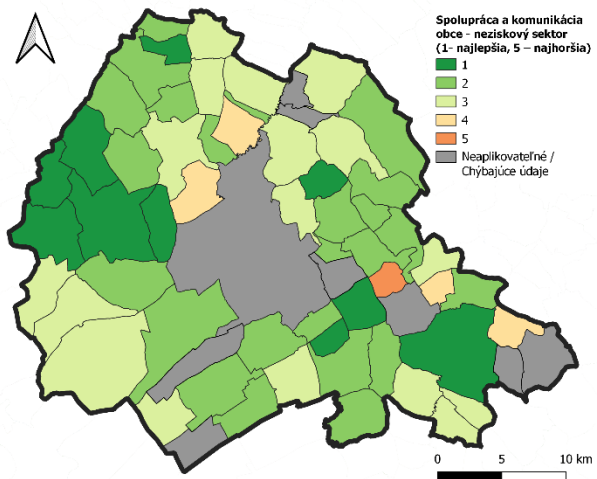 Spolupráca a komunikácia
obce - neziskový sektor
(1- najlepšia, 5 – najhoršia)
1
2
3
4
5
Neaplikovateľné /
Chýbajúce údaje
0 5 10 km